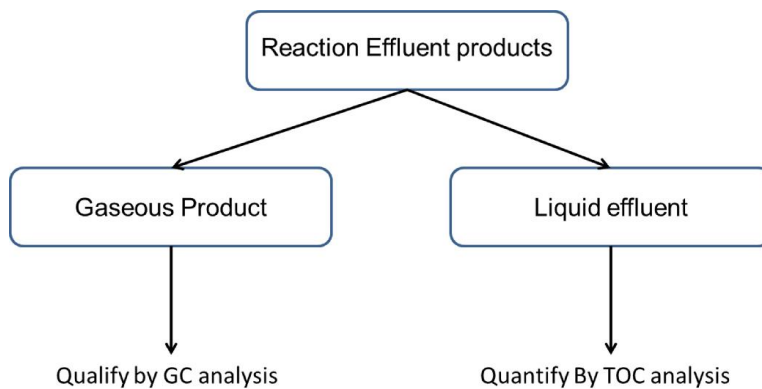 Reaction Effluent products
Gaseous Product
Liquid effluent
Qualify by GC analysis
Quantify By TOC analysis